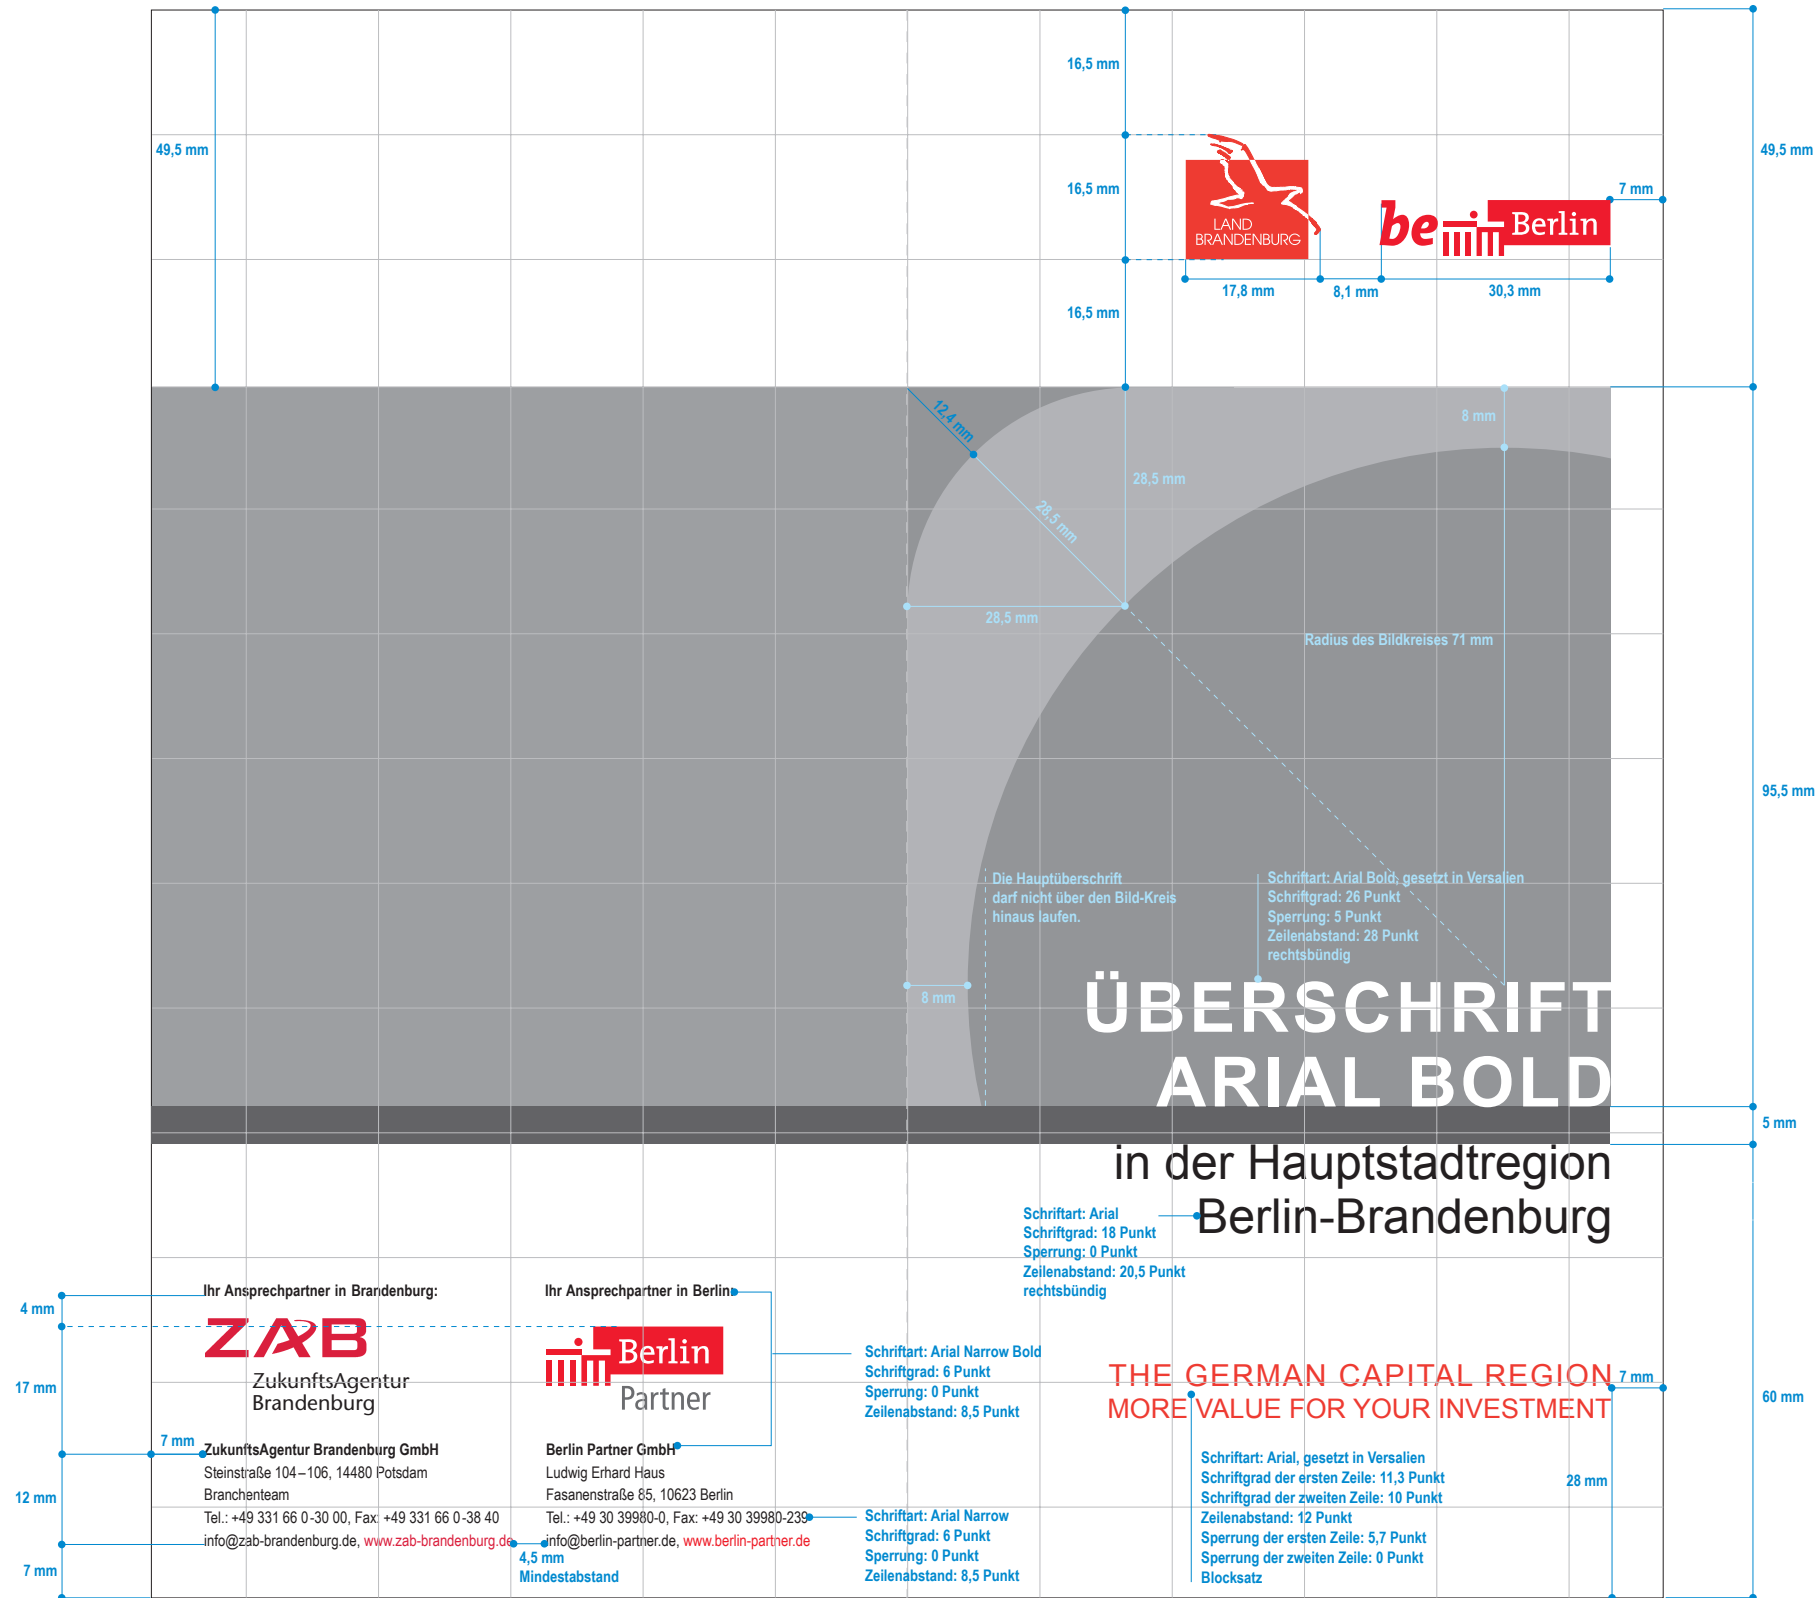 16,5 mm
49,5 mm
49,5 mm
16,5 mm
7 mm
LAND
BRANDENBURG
be Berlin
17,8 mm
8,1 mm
30,3 mm
16,5 mm
12,4 mm
8 mm
28,5 mm
28,5 mm
28,5 mm
Radius des Bildkreises 71 mm
95,5 mm
Die Hauptüberschrift
darf nicht über den Bild-Kreis
hinaus laufen.
Schriftart: Arial Bold, gesetzt in Versalien
Schriftgrad: 26 Punkt
Sperrung: 5 Punkt
Zeilenabstand: 28 Punkt
rechtsbündig
8 mm
ÜBERSCHRIFT
ARIAL BOLD
5 mm
in der Hauptstadtregion
Berlin-Brandenburg
Schriftart: Arial
Schriftgrad: 18 Punkt
Sperrung: 0 Punkt
Zeilenabstand: 20,5 Punkt
rechtsbündig
4 mm
17 mm
7 mm
12 mm
7 mm
Ihr Ansprechpartner in Brandenburg:
ZAB
ZukunftsAgentur
Brandenburg
ZukunftsAgentur Brandenburg GmbH
Steinstraße 104–106, 14480 Potsdam
Branchenteam
Tel.: +49 331 66 0-30 00, Fax: +49 331 66 0-38 40
info@zab-brandenburg.de, www.zab-brandenburg.de
4,5 mm
Mindestabstand
Ihr Ansprechpartner in Berlin:
Berlin
Partner
Berlin Partner GmbH
Ludwig Erhard Haus
Fasanenstraße 85, 10623 Berlin
Tel.: +49 30 39980-0, Fax: +49 30 39980-239
info@berlin-partner.de, www.berlin-partner.de
Schriftart: Arial Narrow Bold
Schriftgrad: 6 Punkt
Sperrung: 0 Punkt
Zeilenabstand: 8,5 Punkt
Schriftart: Arial Narrow
Schriftgrad: 6 Punkt
Sperrung: 0 Punkt
Zeilenabstand: 8,5 Punkt
THE GERMAN CAPITAL REGION
MORE VALUE FOR YOUR INVESTMENT
7 mm
60 mm
Schriftart: Arial, gesetzt in Versalien
Schriftgrad der ersten Zeile: 11,3 Punkt
Schriftgrad der zweiten Zeile: 10 Punkt
Zeilenabstand: 12 Punkt
Sperrung der ersten Zeile: 5,7 Punkt
Sperrung der zweiten Zeile: 0 Punkt
Blocksatz
28 mm